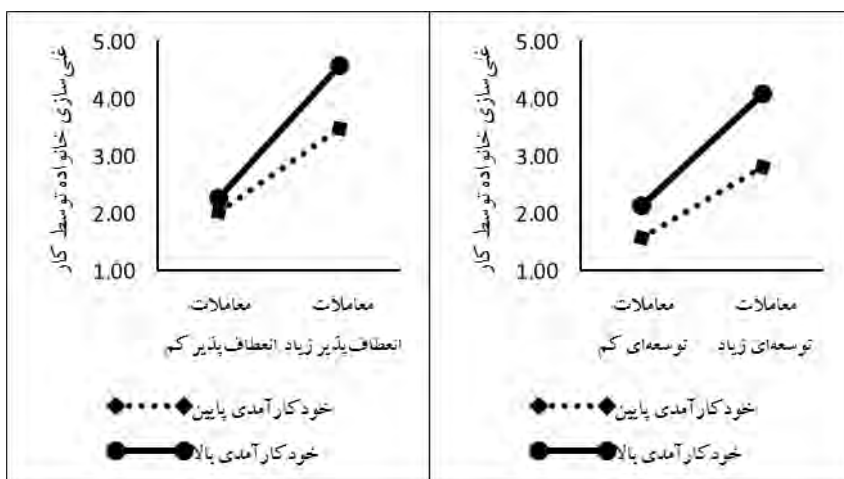 غنی‌سازی خانواده توسط کار
5.00
4.00
3.00
2.00
1.00
معاملات
توسعه‌ای کم
معاملات
توسعه‌ای زیاد
خودکارآمدی پایین
خودکارآمدی بالا
غنی‌سازی خانواده توسط کار
5.00
4.00
3.00
2.00
1.00
معاملات
انعطاف‌پذیر کم
معاملات
انعطاف‌پذیر زیاد
خودکارآمدی پایین
خودکارآمدی بالا